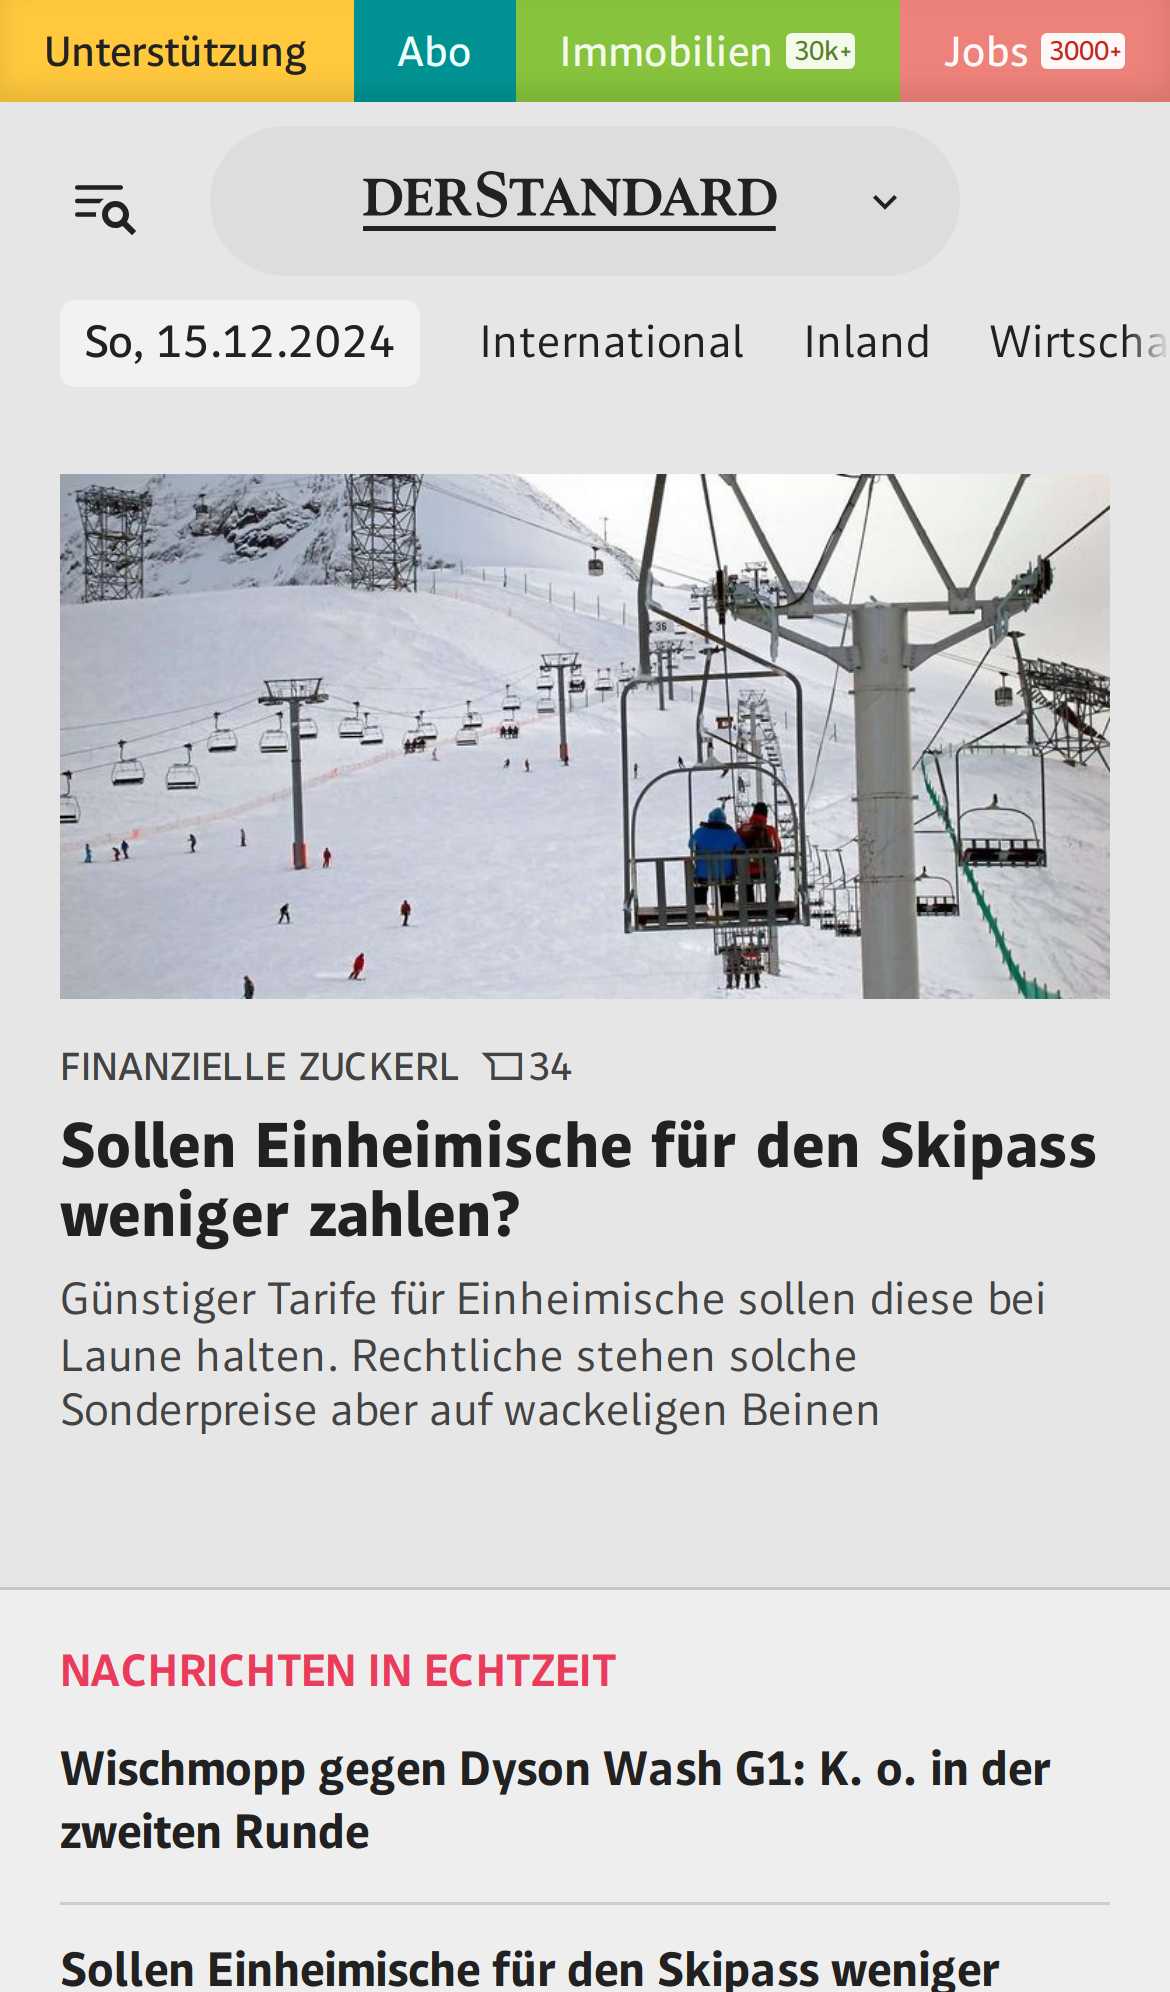 Unterstützung Abo Immobilien 30k+ Jobs 3000+
DERSTANDARD
So, 15.12.2024 International Inland Wirtscha
36
FINANZIELLE ZUCKERL 34
Sollen Einheimische für den Skipass
weniger zahlen?
Günstiger Tarife für Einheimische sollen diese bei
Laune halten. Rechtliche stehen solche
Sonderpreise aber auf wackeligen Beinen
NACHRICHTEN IN ECHTZEIT
Wischmopp gegen Dyson Wash G1: K. o. in der
zweiten Runde
Sollen Einheimische für den Skipass weniger